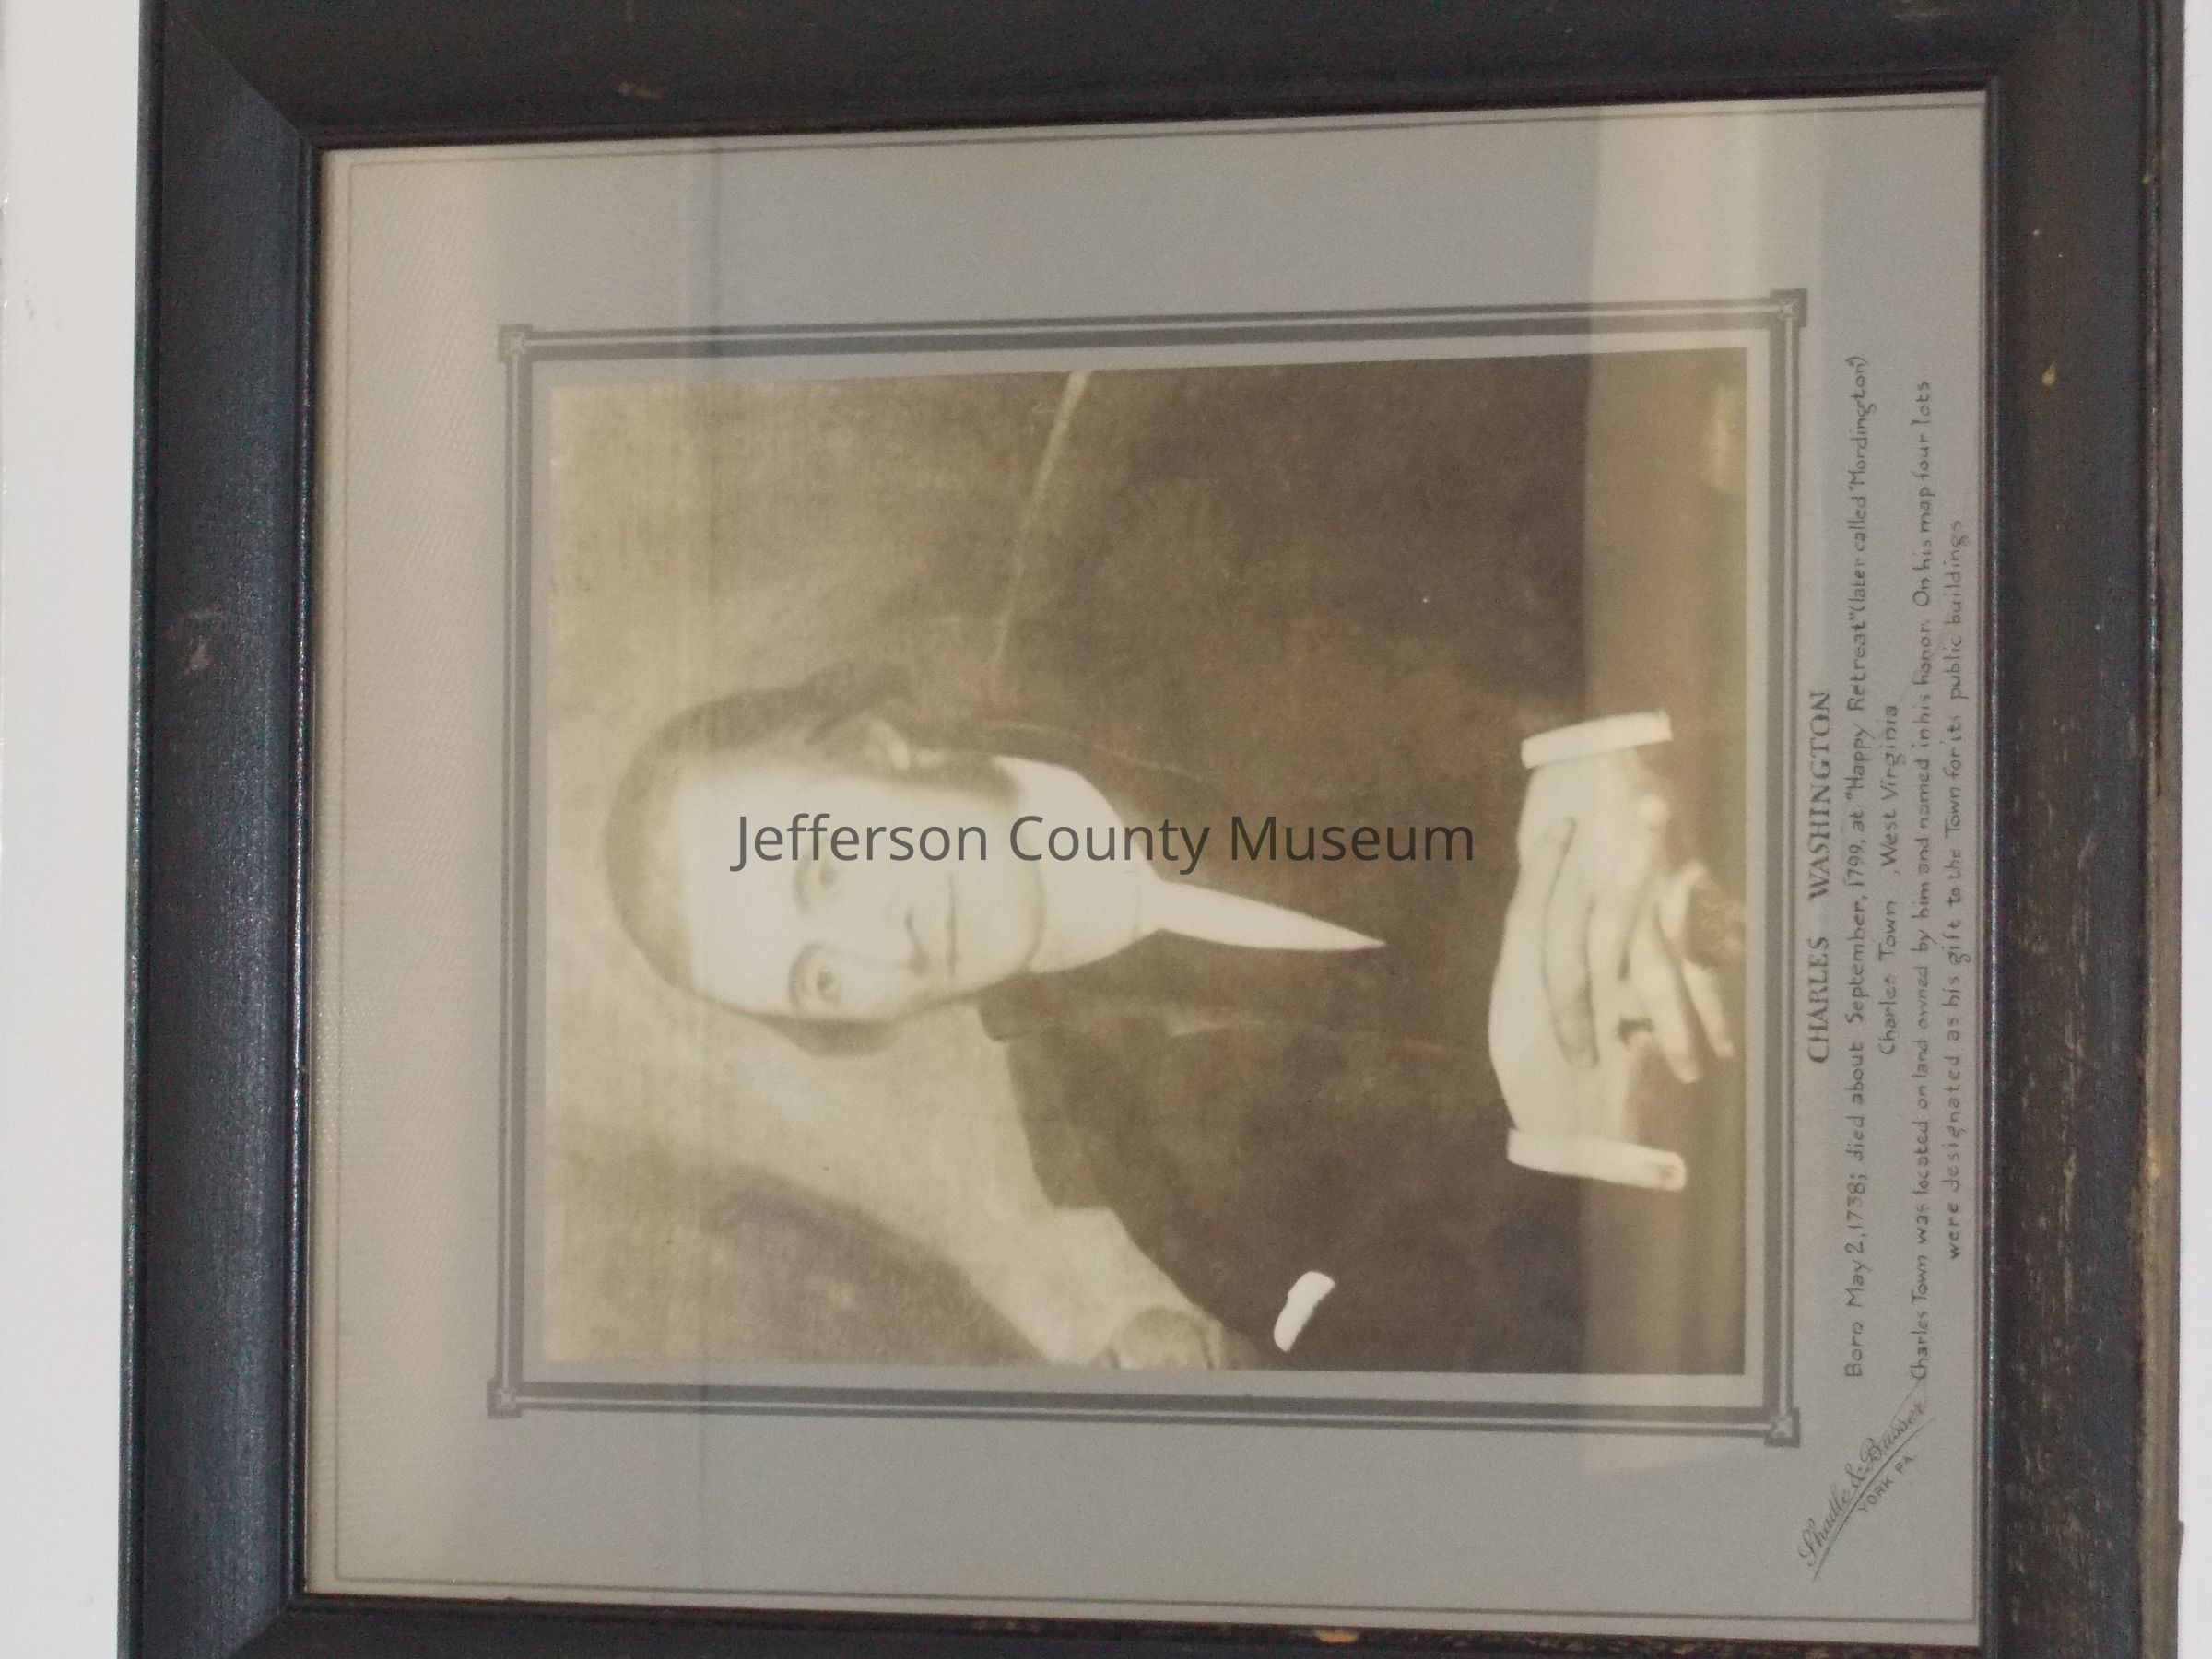 Jefferson County Museum
CHARLES WASHINGTON
Born May 2, 1738; died about September, 1799, at "Happy Retreat" (later called "Mordington")
Charles Town , West Virginia
Charles Town was located on land owned by him and named in his honor. On his map four lots
were designated as his gift to the Town for its public buildings
Shadle & Busser
YORK PA.